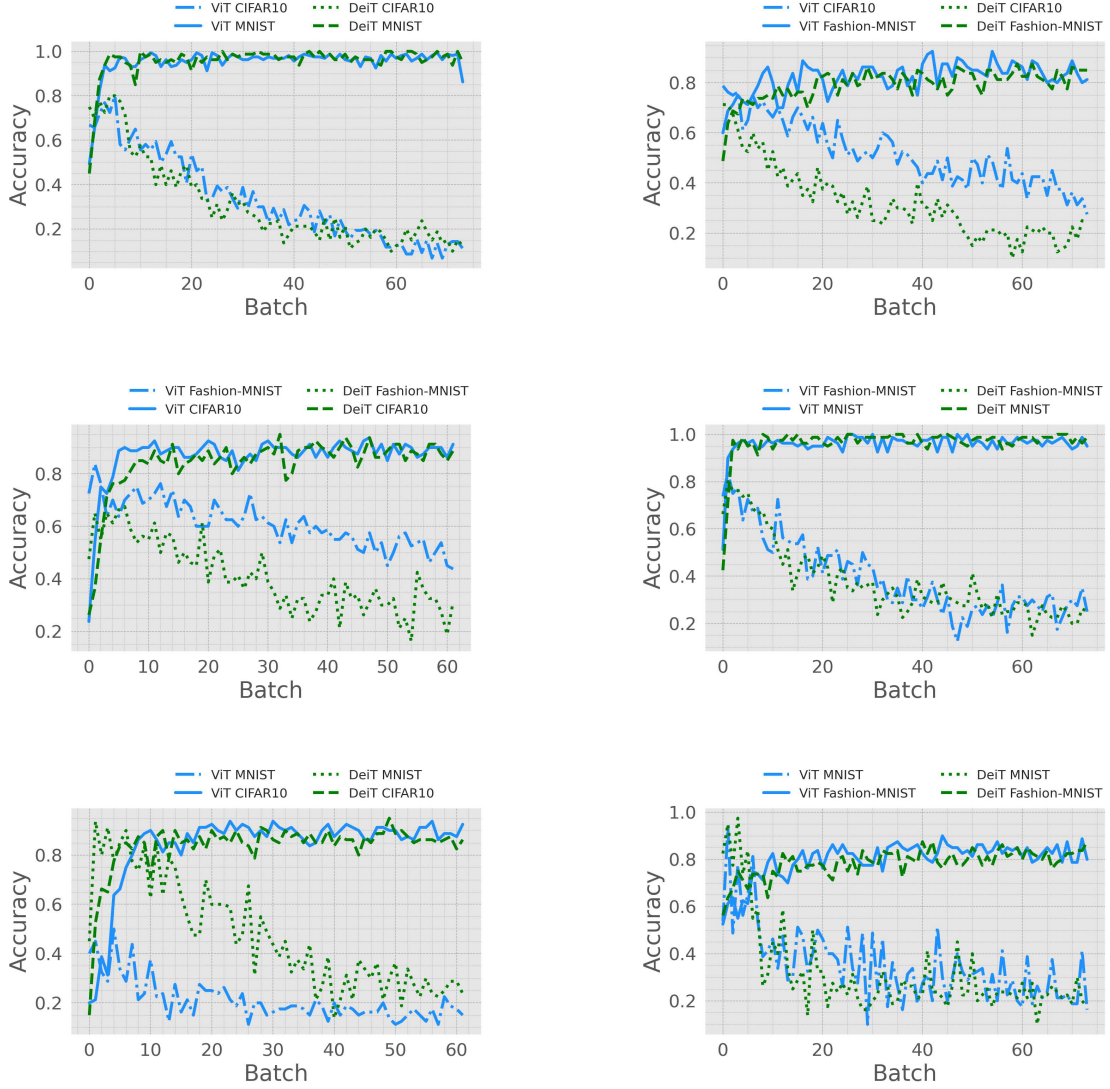 ViT CIFAR10 DeiT CIFAR10
ViT MNIST DeiT MNIST
1.0
0.8
0.6
0.4
0.2
Accuracy
0 20 40 60
Batch
ViT CIFAR10 DeiT CIFAR10
ViT Fashion-MNIST DeiT Fashion-MNIST
0.8
0.6
0.4
0.2
Accuracy
0 20 40 60
Batch
ViT Fashion-MNIST DeiT Fashion-MNIST
ViT CIFAR10 DeiT CIFAR10
0.8
0.6
0.4
0.2
Accuracy
0 10 20 30 40 50 60
Batch
ViT Fashion-MNIST DeiT Fashion-MNIST
ViT MNIST DeiT MNIST
1.0
0.8
0.6
0.4
0.2
Accuracy
0 20 40 60
Batch
ViT MNIST DeiT MNIST
ViT CIFAR10 DeiT CIFAR10
0.8
0.6
0.4
0.2
Accuracy
0 10 20 30 40 50 60
Batch
ViT MNIST DeiT MNIST
ViT Fashion-MNIST DeiT Fashion-MNIST
1.0
0.8
0.6
0.4
0.2
Accuracy
0 20 40 60
Batch